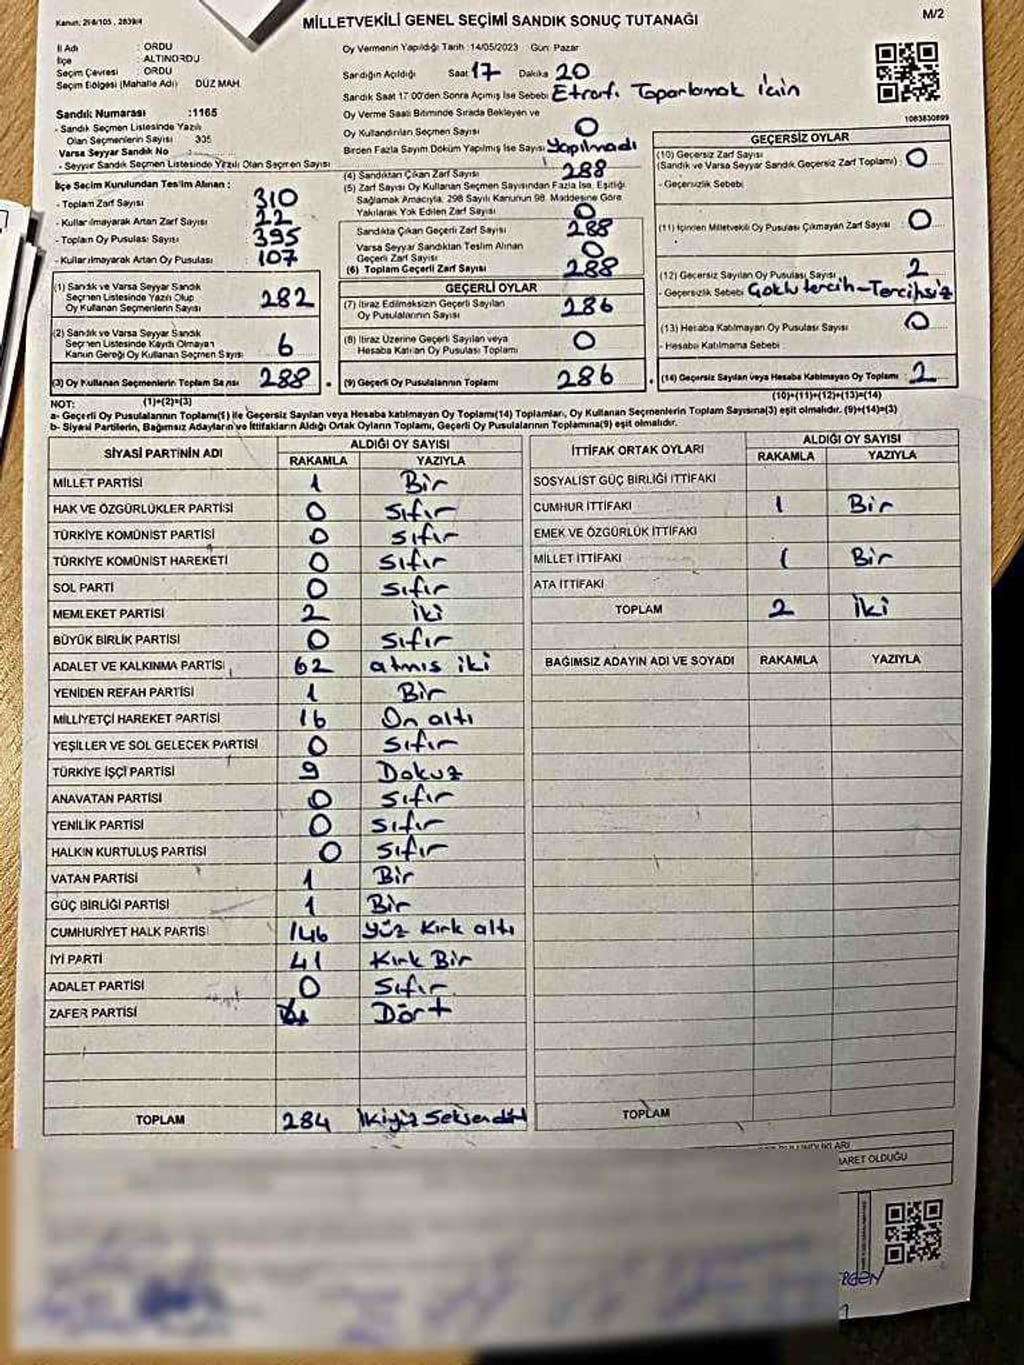 Kanun, 298/105, 2839/4
MİLLETVEKİLİ GENEL SEÇİMİ SANDIK SONUÇ TUTANAĞI
M/2
İl Adı : ORDU
İlçe : ALTINORDU
Seçim Çevresi : ORDU
Seçim Bölgesi (Mahalle Adı) DÜZ MAH.
Sandık Numarası :1165
- Sandık Seçmen Listesinde Yazılı
Olan Seçmenlerin Sayısı : 335
Varsa Seyyar Sandık No :
- Seyyar Sandık Seçmen Listesinde Yazılı Olan Seçmen Sayısı
İlçe Seçim Kurulundan Teslim Alınan :
- Toplam Zarf Sayısı 310
- Kullanılmayarak Artan Zarf Sayısı 22
- Toplam Oy Pusulası Sayısı 395
- Kullanılmayarak Artan Oy Pusulası 107
(1) Sandık ve Varsa Seyyar Sandık
Seçmen Listesinde Yazılı Olup
Oy Kullanan Seçmenlerin Sayısı 282
(2) Sandık ve Varsa Seyyar Sandık
Seçmen Listesinde Kaydı Olmayan
Kanun Gereği Oy Kullanan Seçmen Sayısı 6
(3) Oy Kullanan Seçmenlerin Toplam Sayısı 288
(1)+(2)=(3)
Oy Vermenin Yapıldığı Tarih :14/05/2023 Gün: Pazar
Sandığın Açıldığı Saat 17 Dakika 20
Sandık Saat 17:00'den Sonra Açılmış İse Sebebi Etrafı Toparlamak için
Oy Verme Saati Bitiminde Sırada Bekleyen ve
Oy Kullandırılan Seçmen Sayısı 0
Birden Fazla Sayım Döküm Yapılmış İse Sayısı Yapılmadı
(4) Sandıktan Çıkan Zarf Sayısı 288
(5) Zarf Sayısı Oy Kullanan Seçmen Sayısından Fazla İse, Eşitliği
Sağlamak Amacıyla, 298 Sayılı Kanunun 98. Maddesine Göre
Yakılarak Yok Edilen Zarf Sayısı 0
Sandıkta Çıkan Geçerli Zarf Sayısı 288
Varsa Seyyar Sandıktan Teslim Alınan
Geçerli Zarf Sayısı 0
(6) Toplam Geçerli Zarf Sayısı 288
GEÇERLİ OYLAR
(7) İtiraz Edilmeksizin Geçerli Sayılan
Oy Pusulalarının Sayısı 286
(8) İtiraz Üzerine Geçerli Sayılan veya
Hesaba Katılan Oy Pusulası Toplamı 0
(9) Geçerli Oy Pusulalarının Toplamı 286
1063830899
GEÇERSİZ OYLAR
(10) Geçersiz Zarf Sayısı
(Sandık ve Varsa Seyyar Sandık Geçersiz Zarf Toplamı) : 0
- Geçersizlik Sebebi
(11) İçinden Milletvekili Oy Pusulası Çıkmayan Zarf Sayısı 0
(12) Geçersiz Sayılan Oy Pusulası Sayısı 2
- Geçersizlik Sebebi Çoklu tercih-Tercihsiz
(13) Hesaba Katılmayan Oy Pusulası Sayısı 0
- Hesaba Katılmama Sebebi :
(14) Geçersiz Sayılan veya Hesaba Katılmayan Oy Toplamı 2
(10)+(11)+(12)+(13)=(14)
NOT:
a- Geçerli Oy Pusulalarının Toplamı(9) ile Geçersiz Sayılan veya Hesaba katılmayan Oy Toplamı(14) Toplamları, Oy Kullanan Seçmenlerin Toplam Sayısına(3) eşit olmalıdır. (9)+(14)=(3)
b- Siyasi Partilerin, Bağımsız Adayların ve İttifakların Aldığı Ortak Oyların Toplamı, Geçerli Oy Pusulalarının Toplamına(9) eşit olmalıdır.
SİYASİ PARTİNİN ADI ALDIĞI OY SAYISI
RAKAMLA YAZIYLA
MİLLET PARTİSİ 1 Bir
HAK VE ÖZGÜRLÜKLER PARTİSİ 0 Sıfır
TÜRKİYE KOMÜNİST PARTİSİ 0 Sıfır
TÜRKİYE KOMÜNİST HAREKETİ 0 Sıfır
SOL PARTİ 0 Sıfır
MEMLEKET PARTİSİ 2 İki
BÜYÜK BİRLİK PARTİSİ 0 Sıfır
ADALET VE KALKINMA PARTİSİ 62 atmıs iki
YENİDEN REFAH PARTİSİ 1 Bir
MİLLİYETÇİ HAREKET PARTİSİ 16 On altı
YEŞİLLER VE SOL GELECEK PARTİSİ 0 Sıfır
TÜRKİYE İŞÇİ PARTİSİ 9 Dokuz
ANAVATAN PARTİSİ 0 Sıfır
YENİLİK PARTİSİ 0 Sıfır
HALKIN KURTULUŞ PARTİSİ 0 Sıfır
VATAN PARTİSİ 1 Bir
GÜÇ BİRLİĞİ PARTİSİ 1 Bir
CUMHURİYET HALK PARTİSİ 146 Yüz Kırk altı
İYİ PARTİ 41 Kırk Bir
ADALET PARTİSİ 0 Sıfır
ZAFER PARTİSİ Dört
TOPLAM 284 İkiyüz Seksendört
İTTİFAK ORTAK OYLARI ALDIĞI OY SAYISI
RAKAMLA YAZIYLA
SOSYALİST GÜÇ BİRLİĞİ İTTİFAKI
CUMHUR İTTİFAKI 1 Bir
EMEK VE ÖZGÜRLÜK İTTİFAKI
MİLLET İTTİFAKI 1 Bir
ATA İTTİFAKI
TOPLAM 2 İki
BAĞIMSIZ ADAYIN ADI VE SOYADI RAKAMLA YAZIYLA
TOPLAM
OLDUĞU